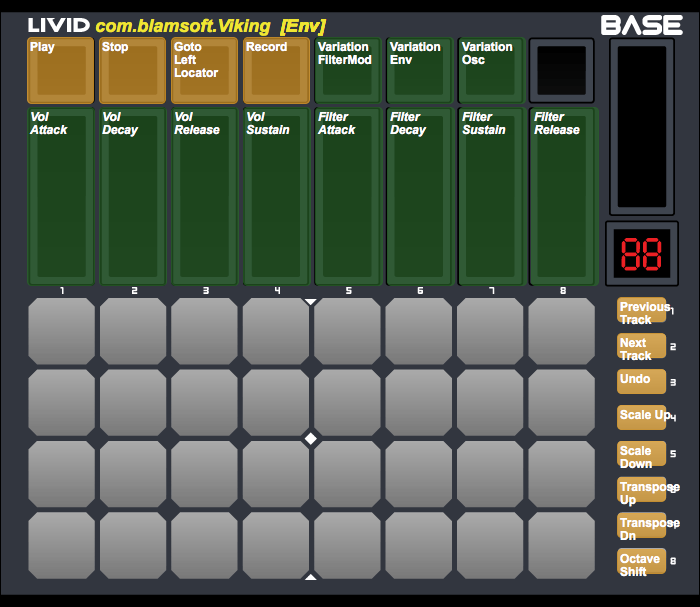 LIVID com.blamsoft.Viking [Env]
BASE
Play
Stop
Goto
Left
Locator
Record
Variation
FilterMod
Variation
Env
Variation
Osc
Vol
Attack
Vol
Decay
Vol
Release
Vol
Sustain
Filter
Attack
Filter
Decay
Filter
Sustain
Filter
Release
88
1 2 3 4 5 6 7 8
Previous
Track
1
Next
Track
2
Undo
3
Scale Up
4
Scale
Down
5
Transpose
Up
Transpose
Dn
Octave
Shift
8